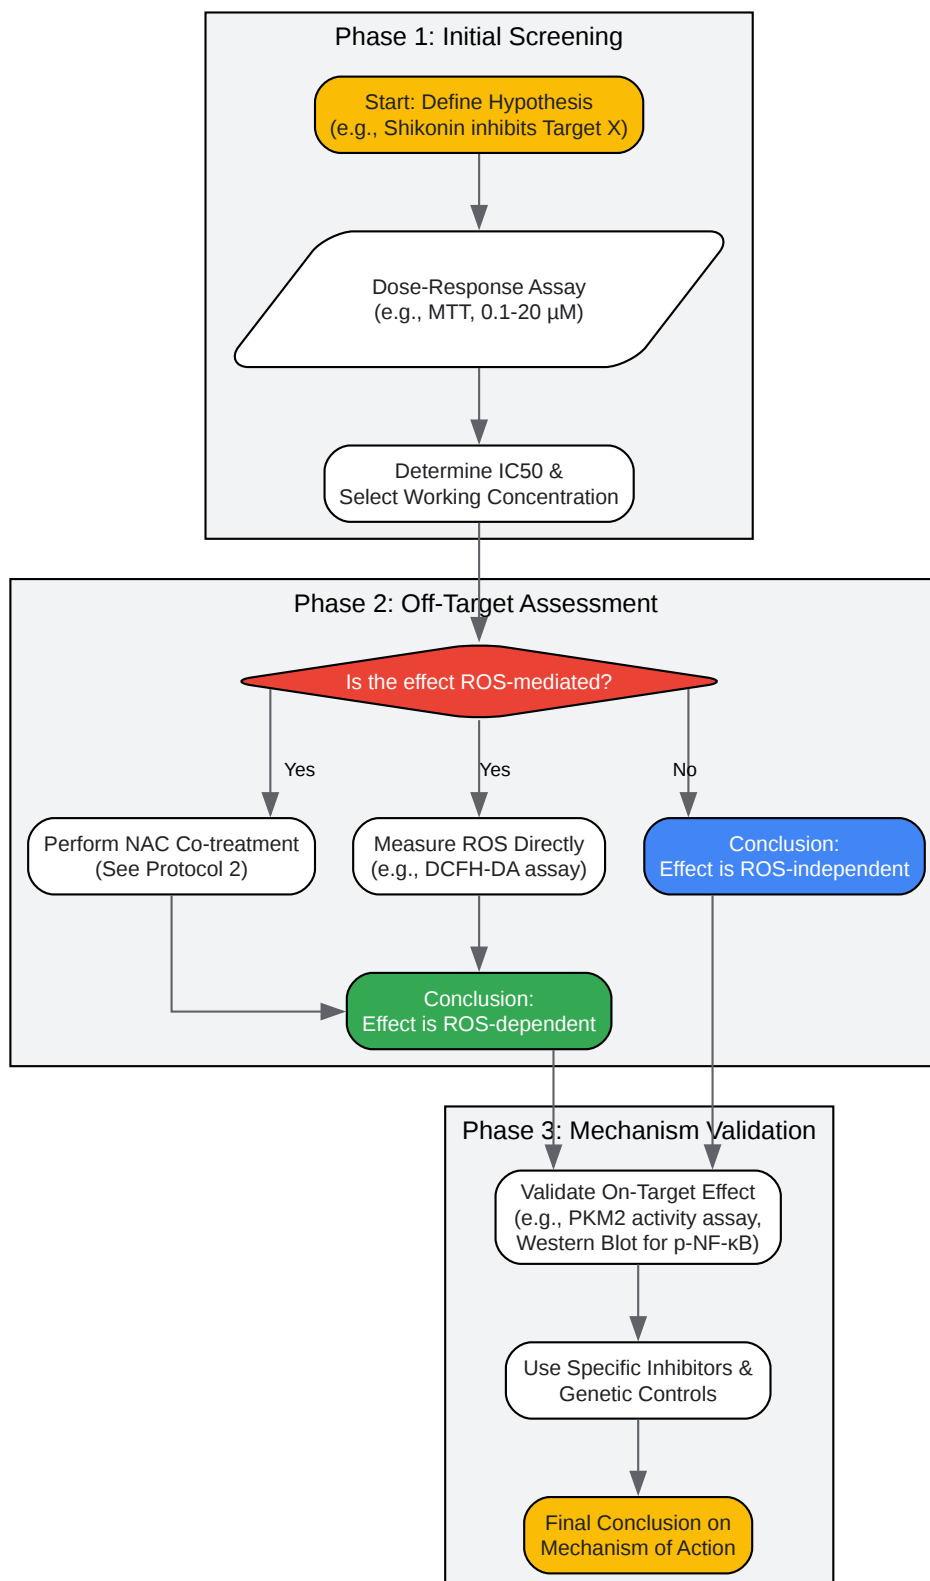 Phase 1: Initial Screening
Start: Define Hypothesis
(e.g., Shikonin inhibits Target X)
Dose-Response Assay
(e.g., MTT, 0.1-20 µM)
Determine IC50 &
Select Working Concentration
Phase 2: Off-Target Assessment
Is the effect ROS-mediated?
Yes
Yes
No
Perform NAC Co-treatment
(See Protocol 2)
Measure ROS Directly
(e.g., DCFH-DA assay)
Conclusion:
Effect is ROS-independent
Conclusion:
Effect is ROS-dependent
Phase 3: Mechanism Validation
Validate On-Target Effect
(e.g., PKM2 activity assay,
Western Blot for p-NF-κB)
Use Specific Inhibitors &
Genetic Controls
Final Conclusion on
Mechanism of Action